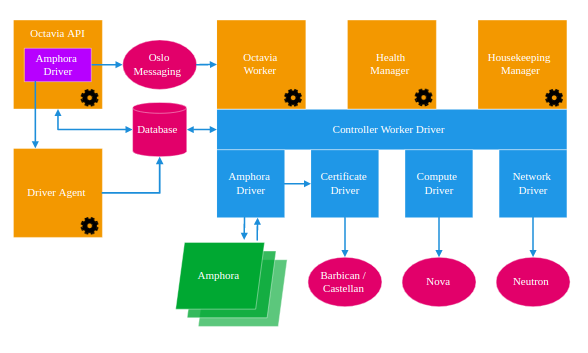 Octavia API
Amphora
Driver
Oslo
Messaging
Octavia
Worker
Health
Manager
Housekeeping
Manager
Database
Controller Worker Driver
Driver Agent
Amphora
Driver
Certificate
Driver
Compute
Driver
Network
Driver
Amphora
Barbican /
Castellan
Nova
Neutron